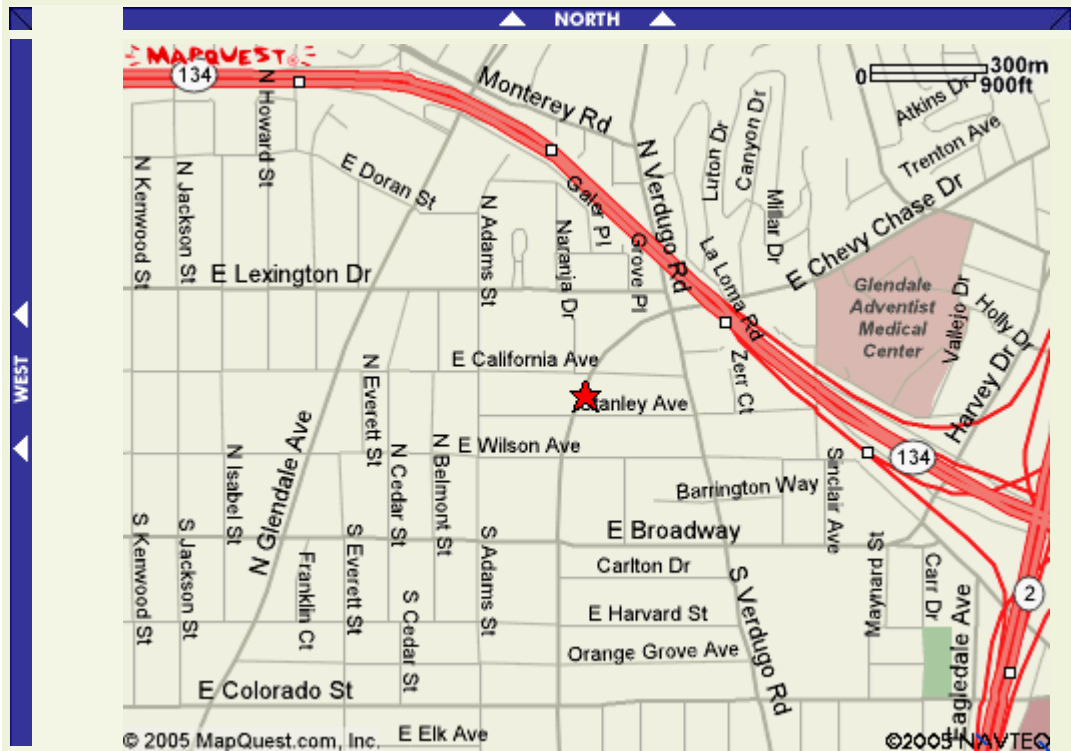 NORTH
WEST
MAPQUEST
134
300m
0
900ft
Monterey Rd
N Howard St
N Kenwood St
N Jackson St
E Doran St
N Adams St
Galer Pl
Naranja Dr
Grove Pl
N Verdugo Rd
Luton Dr
Canyon Dr
Millar Dr
La Loma Rd
Atkins Dr
Trenton Ave
E Chevy Chase Dr
E Lexington Dr
Glendale
Adventist
Medical
Center
Vallejo Dr
Holly Dr
Harvey Dr
E California Ave
Zerr Ct
N Everett St
anley Ave
E Wilson Ave
N Glendale Ave
N Isabel St
N Cedar St
N Belmont St
134
Sinclair Ave
Barrington Way
E Broadway
S Kenwood St
S Jackson St
Franklin Ct
S Everett St
S Cedar St
S Adams St
Carlton Dr
E Harvard St
Orange Grove Ave
S Verdugo Rd
Maynard St
Carr Dr
Eagledale Ave
2
E Colorado St
E Elk Ave
© 2005 MapQuest.com, Inc.
©2005 NAVTEQ